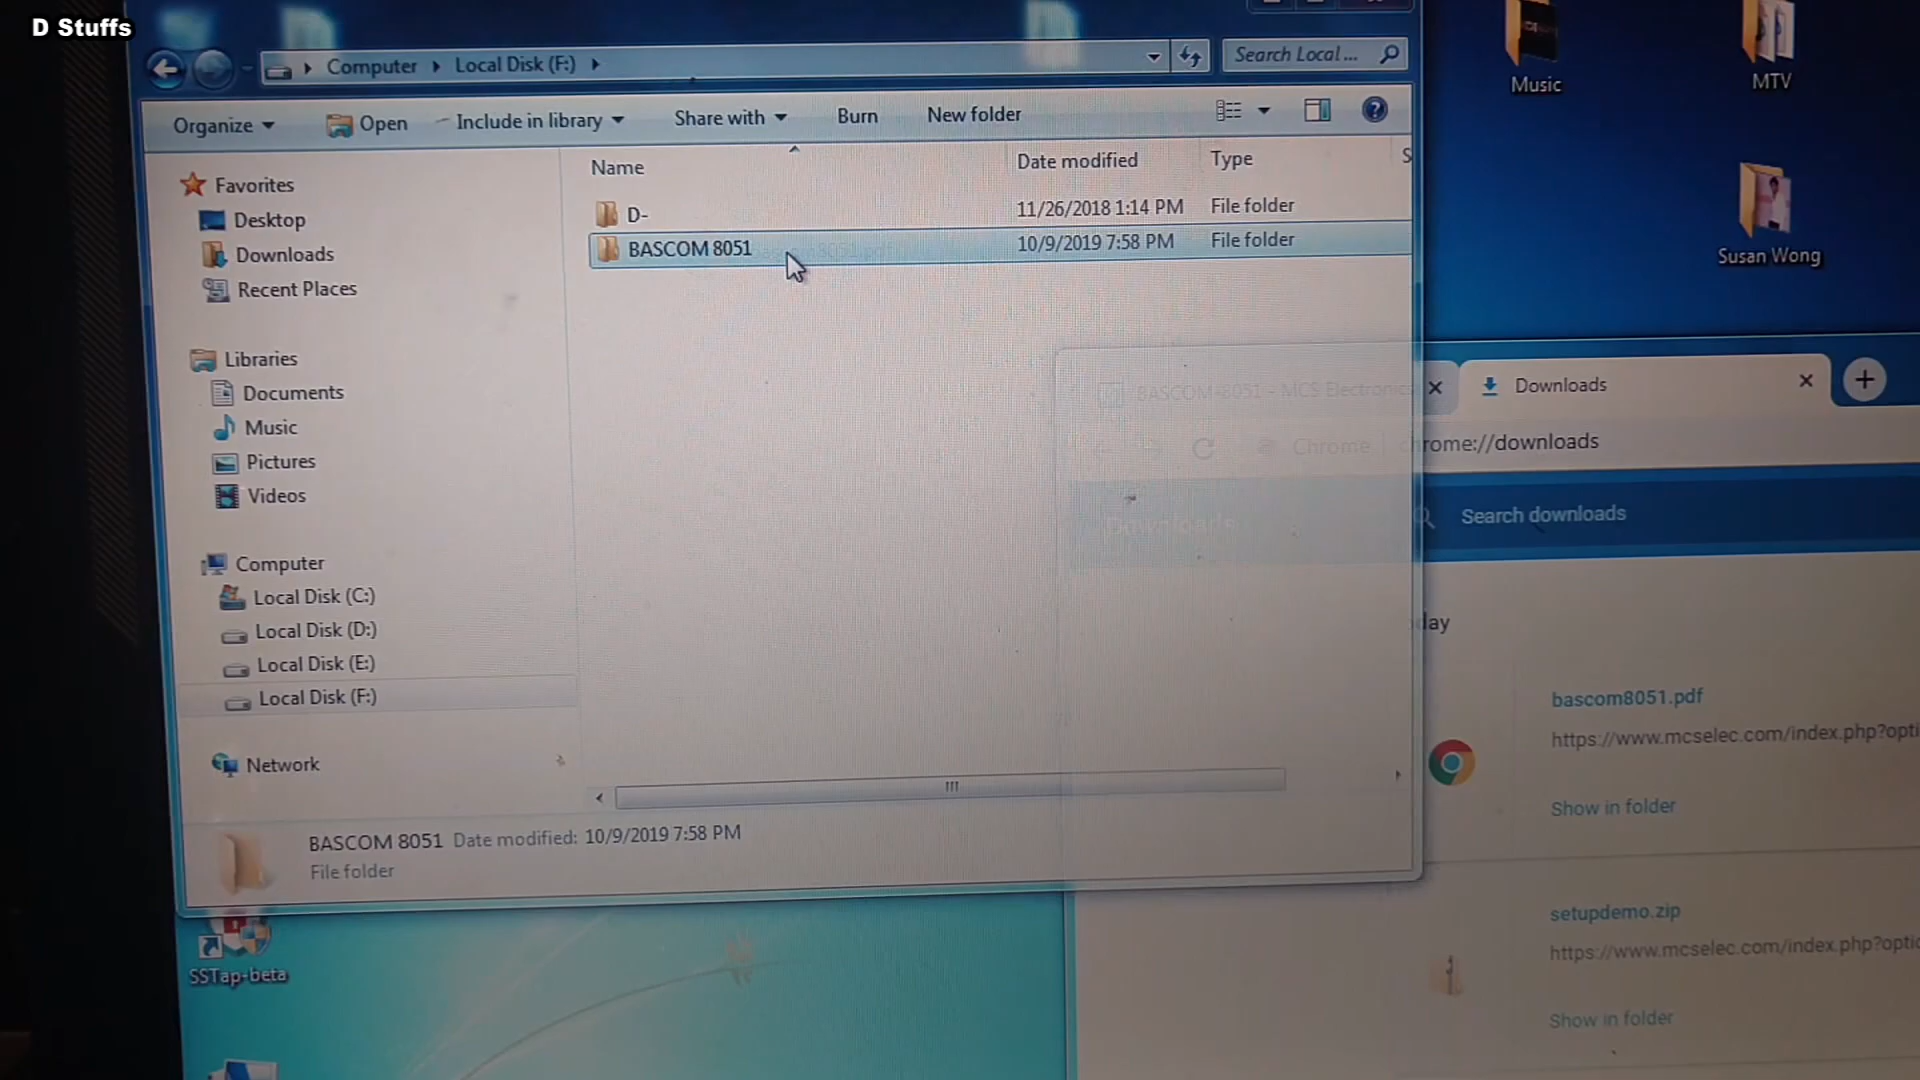 D Stuffs
Computer
Local Disk (F:)
Search Local ...
Organize
Open
Include in library
Share with
Burn
New folder
Name
Date modified
Type
S
Favorites
Desktop
Downloads
Recent Places
Libraries
Documents
Music
Pictures
Videos
Computer
Local Disk (C:)
Local Disk (D:)
Local Disk (E:)
Local Disk (F:)
Network
D-
11/26/2018 1:14 PM
File folder
BASCOM 8051
10/9/2019 7:58 PM
File folder
BASCOM 8051 Date modified: 10/9/2019 7:58 PM
File folder
Music
MTV
Susan Wong
BASCOM-8051 - MCS Electronics
Downloads
Chrome
chrome://downloads
Downloads
Search downloads
day
bascom8051.pdf
https://www.mcselec.com/index.php?opti
Show in folder
setupdemo.zip
https://www.mcselec.com/index.php?optic
Show in folder
SSTap-beta